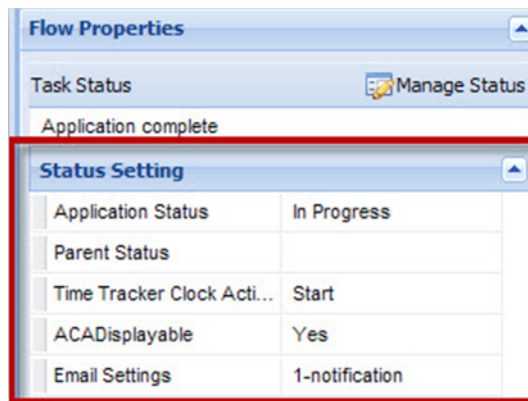 Flow Properties
Task Status Manage Status
Application complete
Status Setting
Application Status In Progress
Parent Status
Time Tracker Clock Acti... Start
ACADisplayable Yes
Email Settings 1-notification